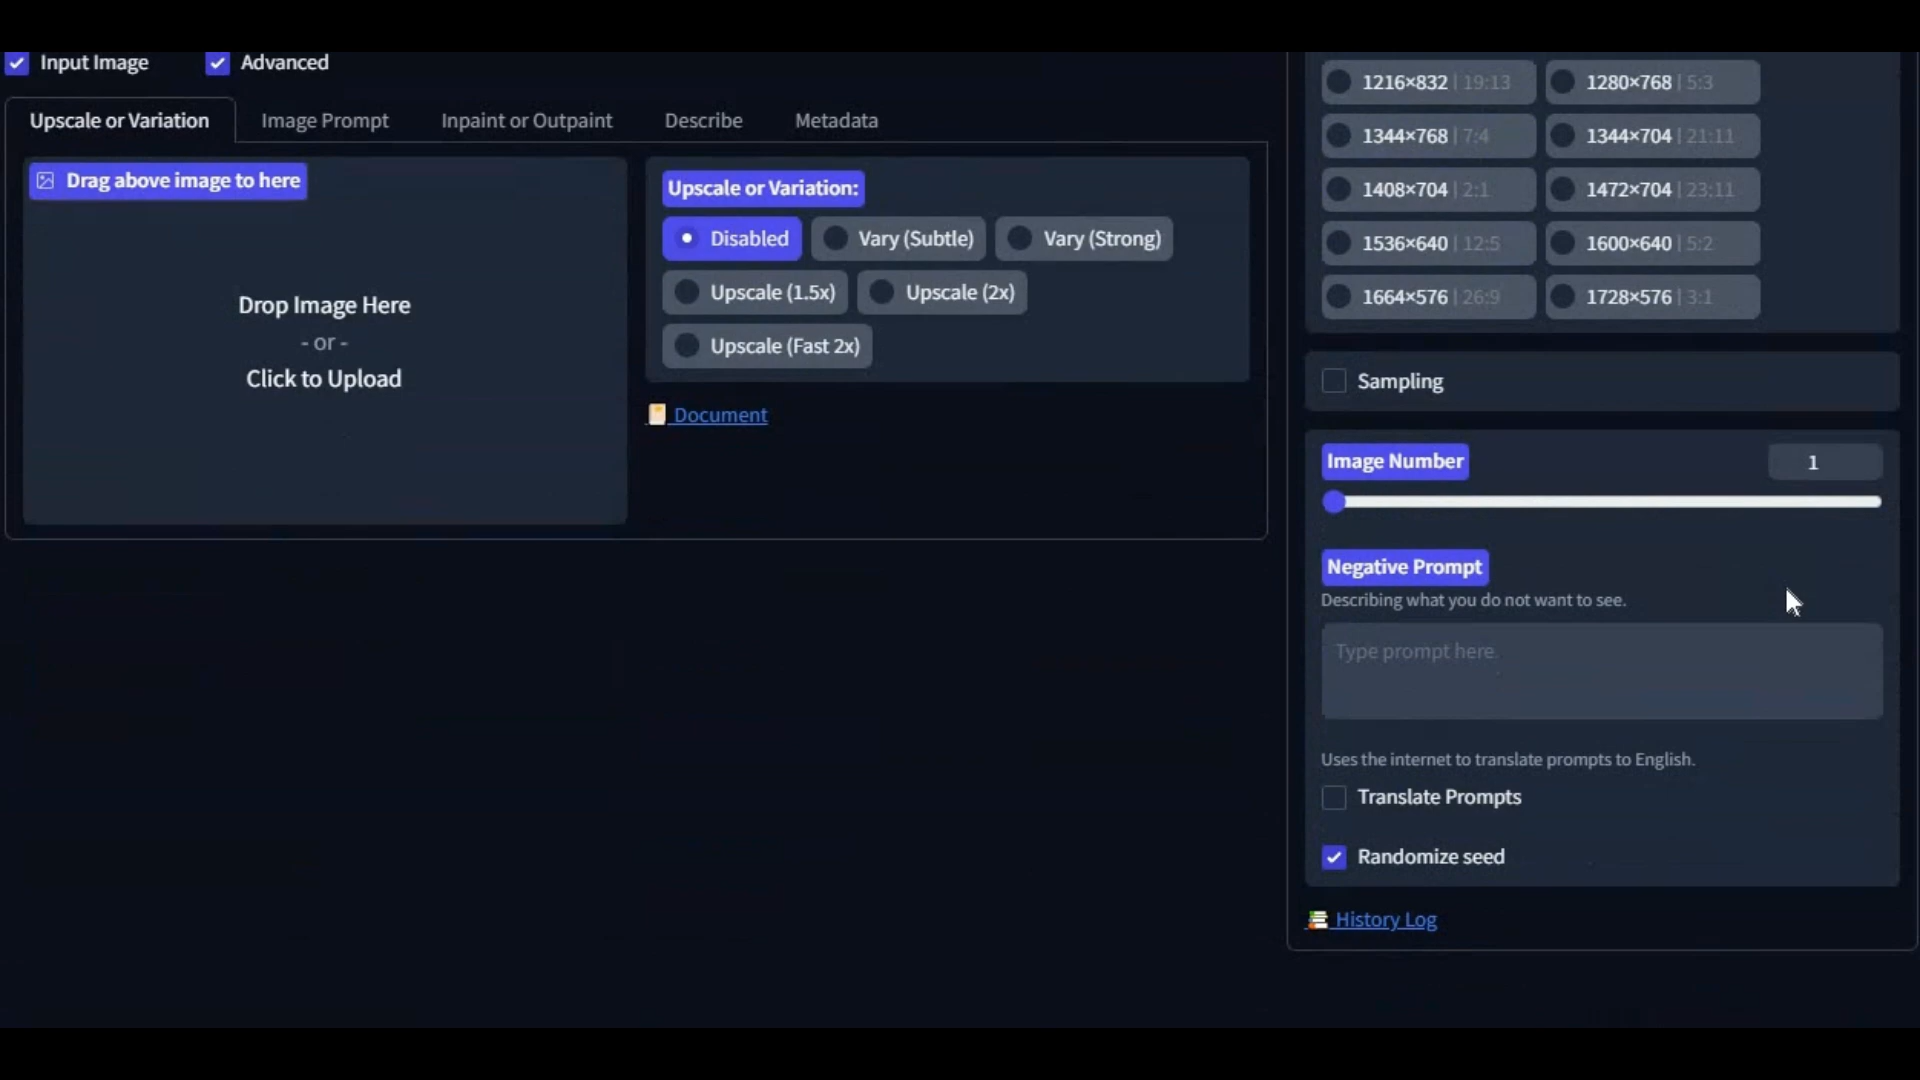 Input Image
Advanced
Upscale or Variation
Image Prompt
Inpaint or Outpaint
Describe
Metadata
Drag above image to here
Drop Image Here
- or -
Click to Upload
Upscale or Variation:
Disabled
Vary (Subtle)
Vary (Strong)
Upscale (1.5x)
Upscale (2x)
Upscale (Fast 2x)
Document
1216×832 | 19:13
1280×768 | 5:3
1344×768 | 7:4
1344×704 | 21:11
1408×704 | 2:1
1472×704 | 23:11
1536×640 | 12:5
1600×640 | 5:2
1664×576 | 26:9
1728×576 | 3:1
Sampling
Image Number
1
Negative Prompt
Describing what you do not want to see.
Type prompt here.
Uses the internet to translate prompts to English.
Translate Prompts
Randomize seed
History Log